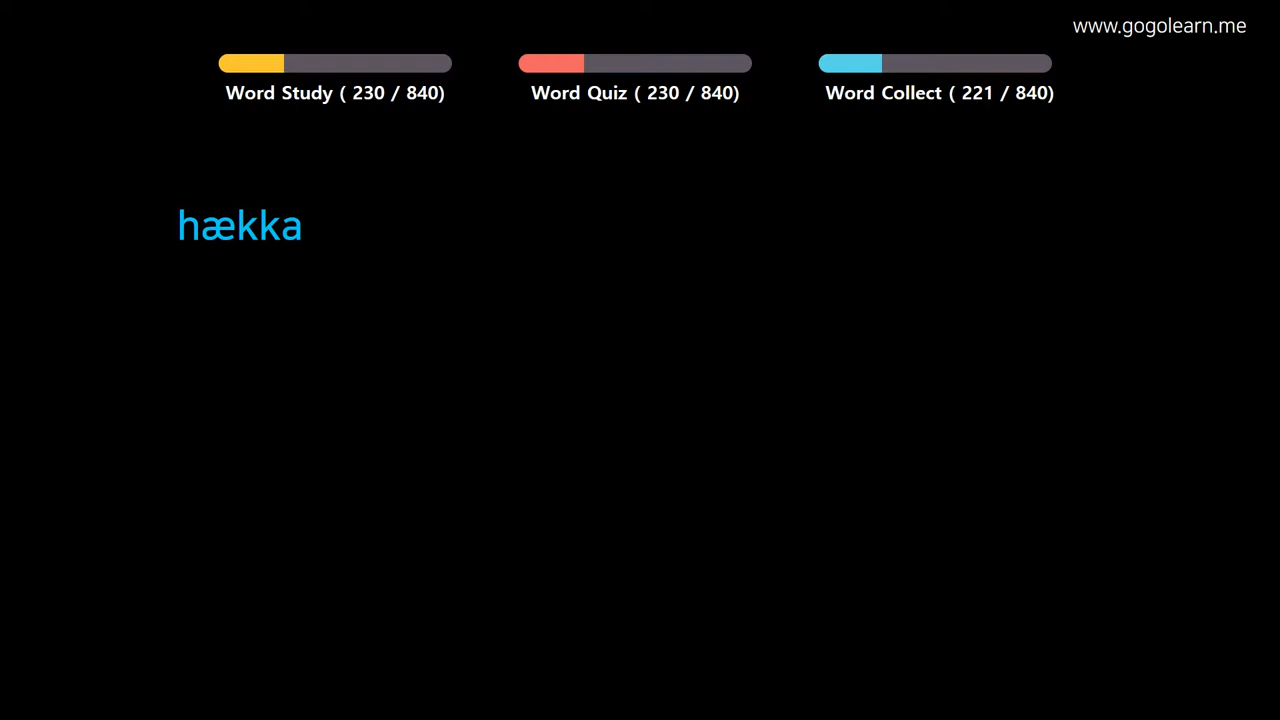 www.gogolearn.me
Word Study ( 230 / 840)
Word Quiz ( 230 / 840)
Word Collect ( 221 / 840)
hækka